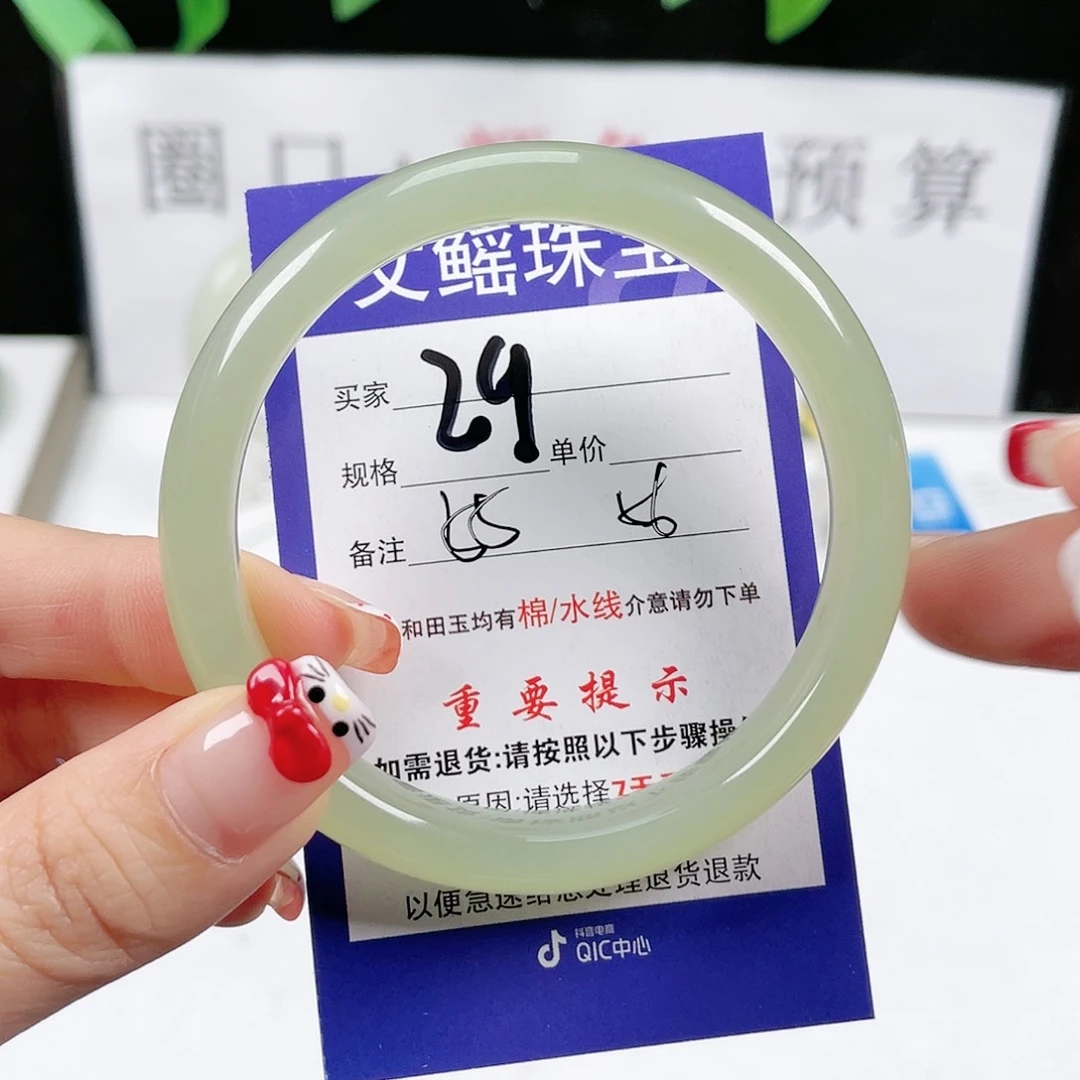 圈口
预算
文鳐珠宝
买家 29
规格 单价
备注
和田玉均有棉/水线介意请勿下单
重要提示
如需退货:请按照以下步骤操
原因:请选择7天
以便急速给您处理退货退款
抖音电商
QIC中心